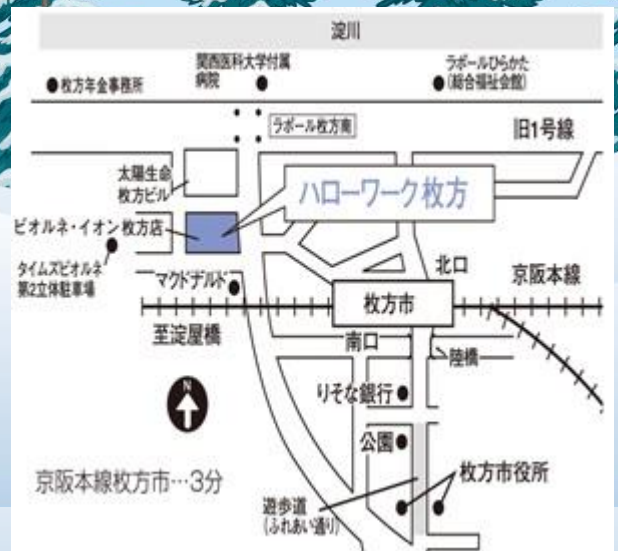 淀川
関西医科大学付属
病院
ラポールひらかた
(総合福祉会館)
枚方年金事務所
ラポール枚方南
旧1号線
太陽生命
枚方ビル
ハローワーク枚方
ビオルネ・イオン枚方店
タイムズビオルネ
第2立体駐車場
マクドナルド
北口
京阪本線
枚方市
至淀屋橋
南口
陸橋
りそな銀行
N
公園
京阪本線枚方市…3分
枚方市役所
遊歩道
(ふれあい通り)